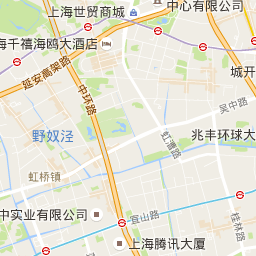 上海世贸商城
中心有限公司
海千禧海鸥大酒店
延安高架路
城开
中环路
吴中路
野奴泾
虹漕路
兆丰环球大
虹桥镇
中实业有限公司
宜山路
桂林路
上海腾讯大厦